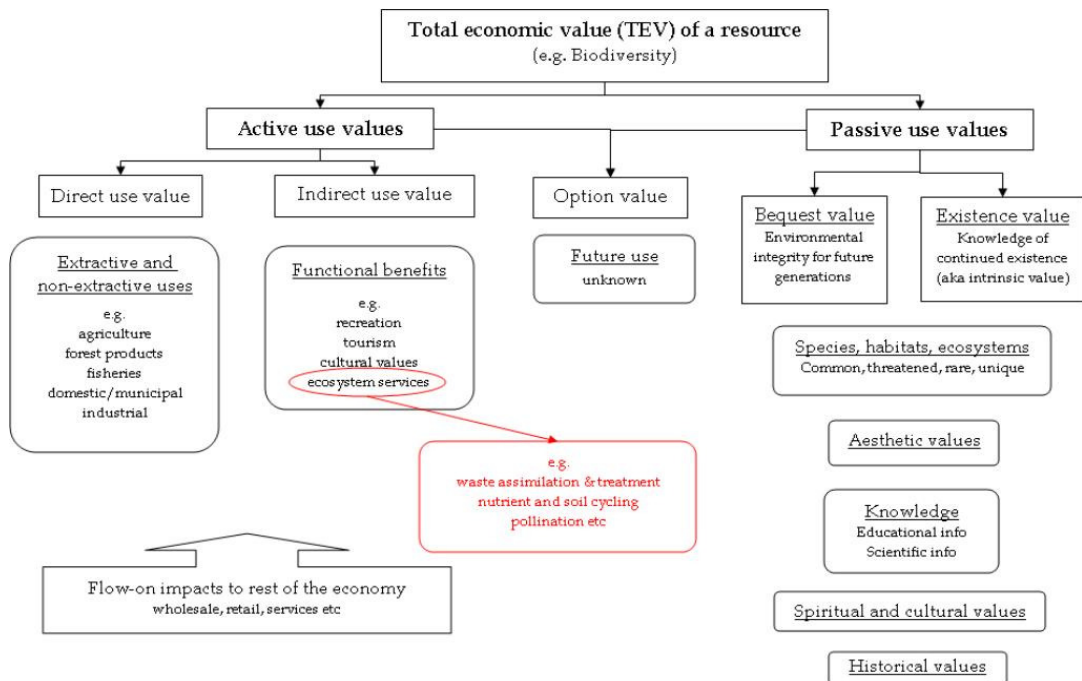 Total economic value (TEV) of a resource
(e.g. Biodiversity)
Active use values
Passive use values
Direct use value
Indirect use value
Option value
Bequest value
Environmental
integrity for future
generations
Existence value
Knowledge of
continued existence
(aka intrinsic value)
Extractive and
non-extractive uses
e.g.
agriculture
forest products
fisheries
domestic/municipal
industrial
Functional benefits
e.g.
recreation
tourism
cultural values
ecosystem services
Future use
unknown
Species, habitats, ecosystems
Common, threatened, rare, unique
Aesthetic values
e.g.
waste assimilation & treatment
nutrient and soil cycling
pollination etc
Knowledge
Educational info
Scientific info
Flow-on impacts to rest of the economy
wholesale, retail, services etc
Spiritual and cultural values
Historical values